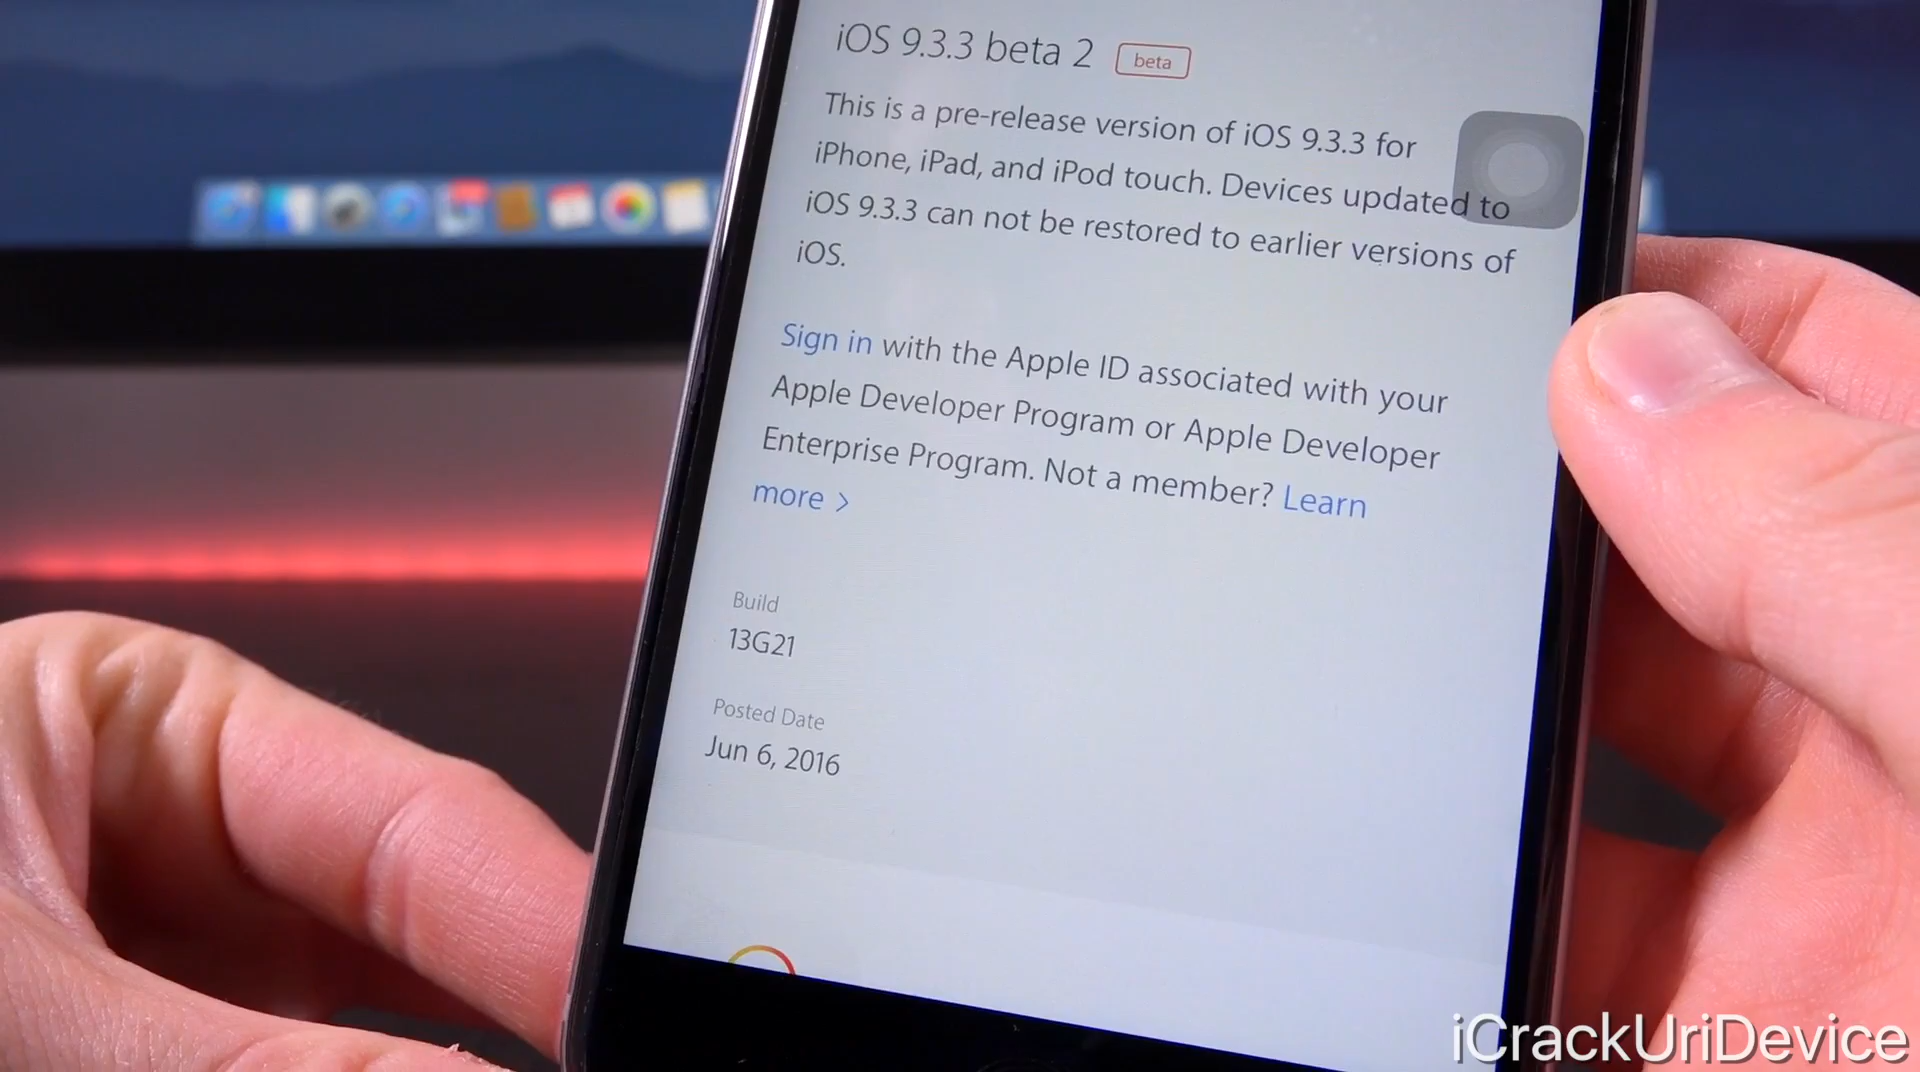 iOS 9.3.3 beta 2 beta
This is a pre-release version of iOS 9.3.3 for
iPhone, iPad, and iPod touch. Devices updated to
iOS 9.3.3 can not be restored to earlier versions of
iOS.
Sign in with the Apple ID associated with your
Apple Developer Program or Apple Developer
Enterprise Program. Not a member? Learn
more >
Build
13G21
Posted Date
Jun 6, 2016
iCrackUriDevice